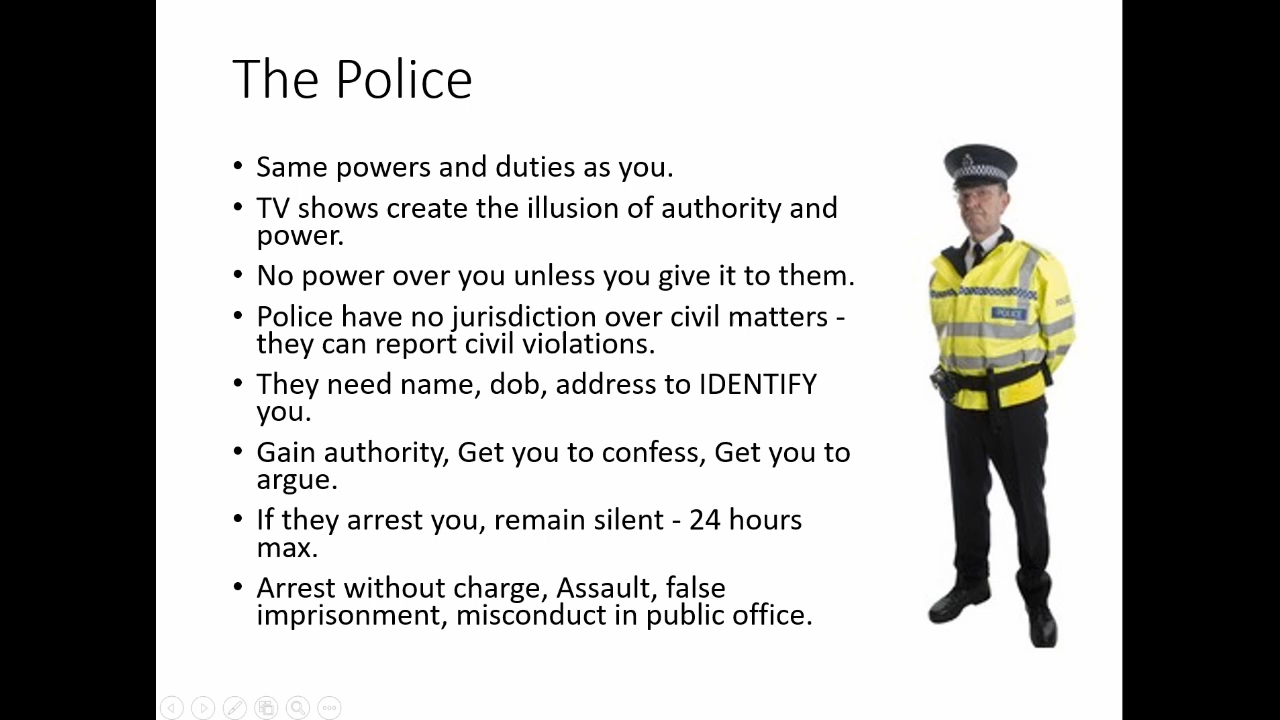 The Police
• Same powers and duties as you.
• TV shows create the illusion of authority and
power.
• No power over you unless you give it to them.
• Police have no jurisdiction over civil matters -
they can report civil violations.
• They need name, dob, address to IDENTIFY
you.
• Gain authority, Get you to confess, Get you to
argue.
• If they arrest you, remain silent - 24 hours
max.
• Arrest without charge, Assault, false
imprisonment, misconduct in public office.
POLICE